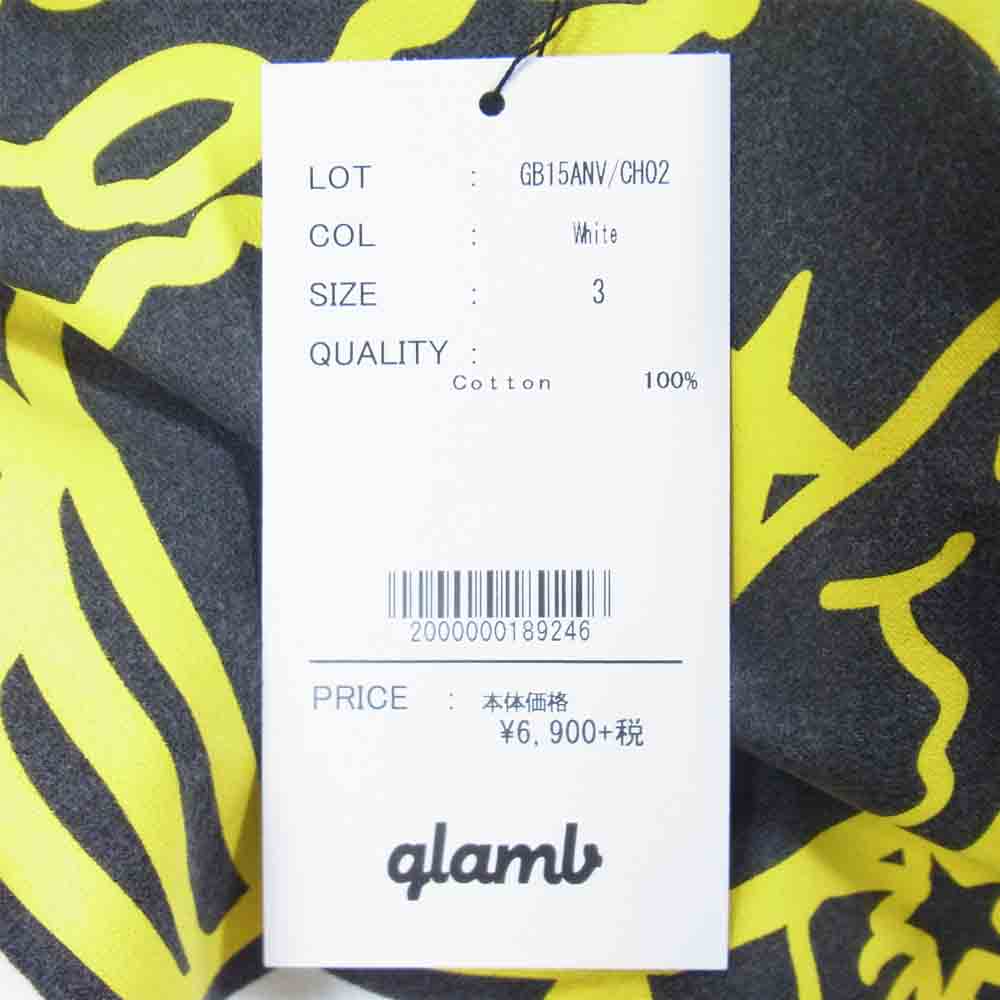 LOT : GB15ANV/CH02
COL : White
SIZE : 3
QUALITY :
Cotton 100%
2000000189246
PRICE : 本体価格
¥6,900+税
glamb